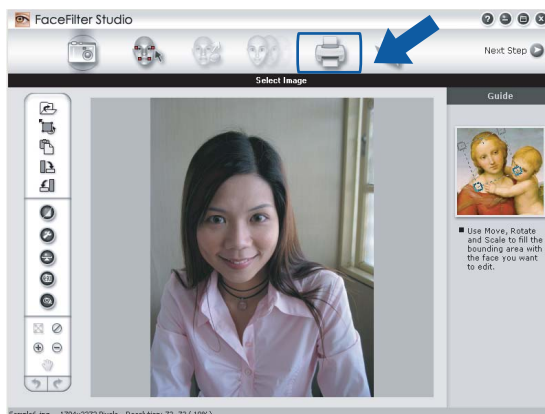 FaceFilter Studio
Next Step
Select Image
Guide
Use Move, Rotate
and Scale to fill the
bounding area with
the face you want
to edit.